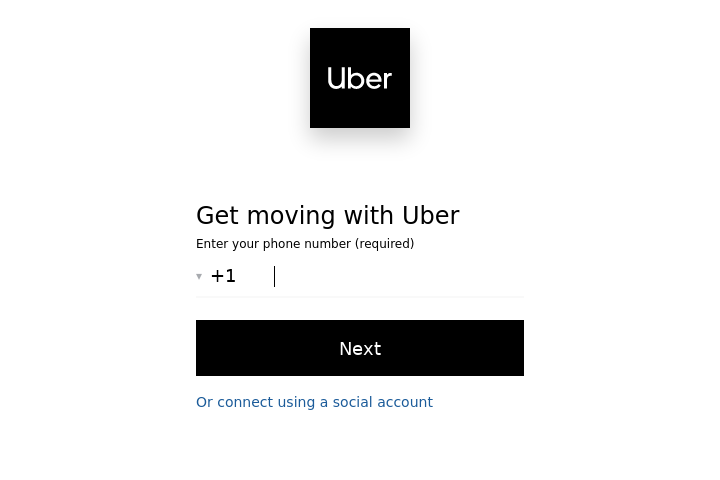 Uber
Get moving with Uber
Enter your phone number (required)
+1
Next
Or connect using a social account